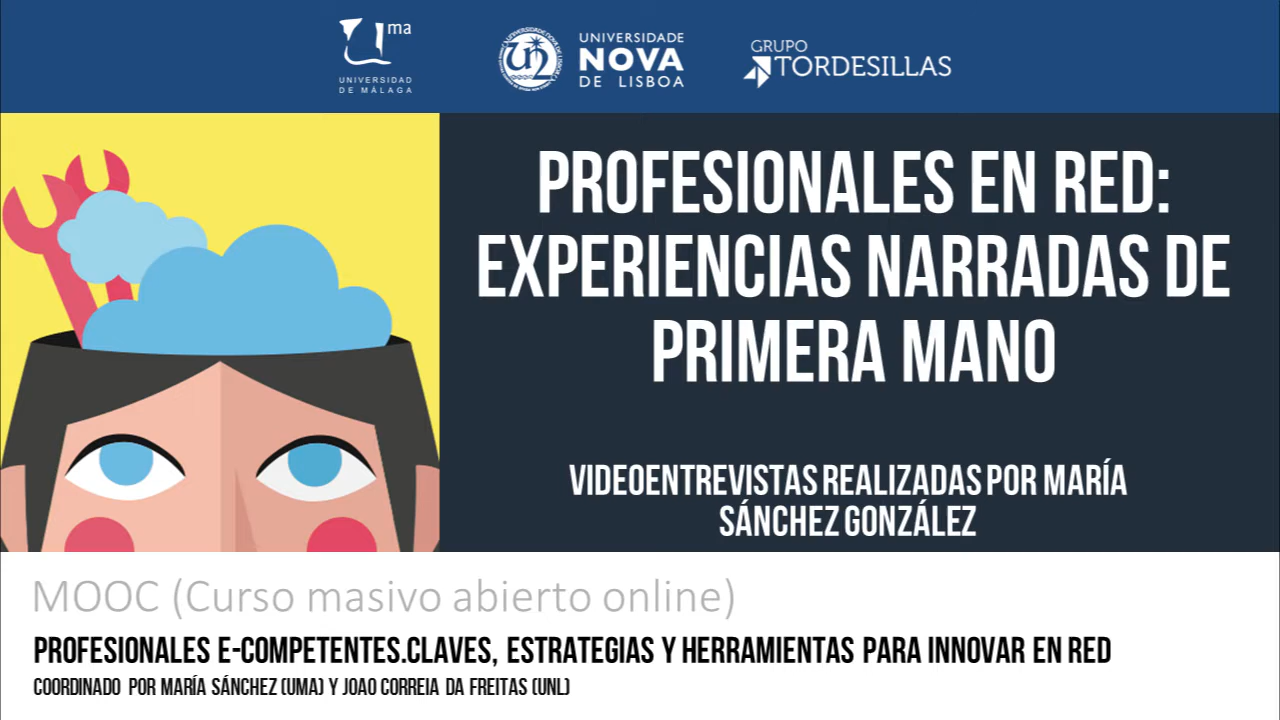 ma
UNIVERSIDAD
DE MÁLAGA
UNIVERSIDADE
NOVA
DE LISBOA
GRUPO
TORDESILLAS
PROFESIONALES EN RED:
EXPERIENCIAS NARRADAS DE
PRIMERA MANO
VIDEOENTREVISTAS REALIZADAS POR MARÍA
SÁNCHEZ GONZÁLEZ
MOOC (Curso masivo abierto online)
PROFESIONALES E-COMPETENTES.CLAVES, ESTRATEGIAS Y HERRAMIENTAS PARA INNOVAR EN RED
COORDINADO POR MARÍA SÁNCHEZ (UMA) Y JOAO CORREIA DA FREITAS (UNL)